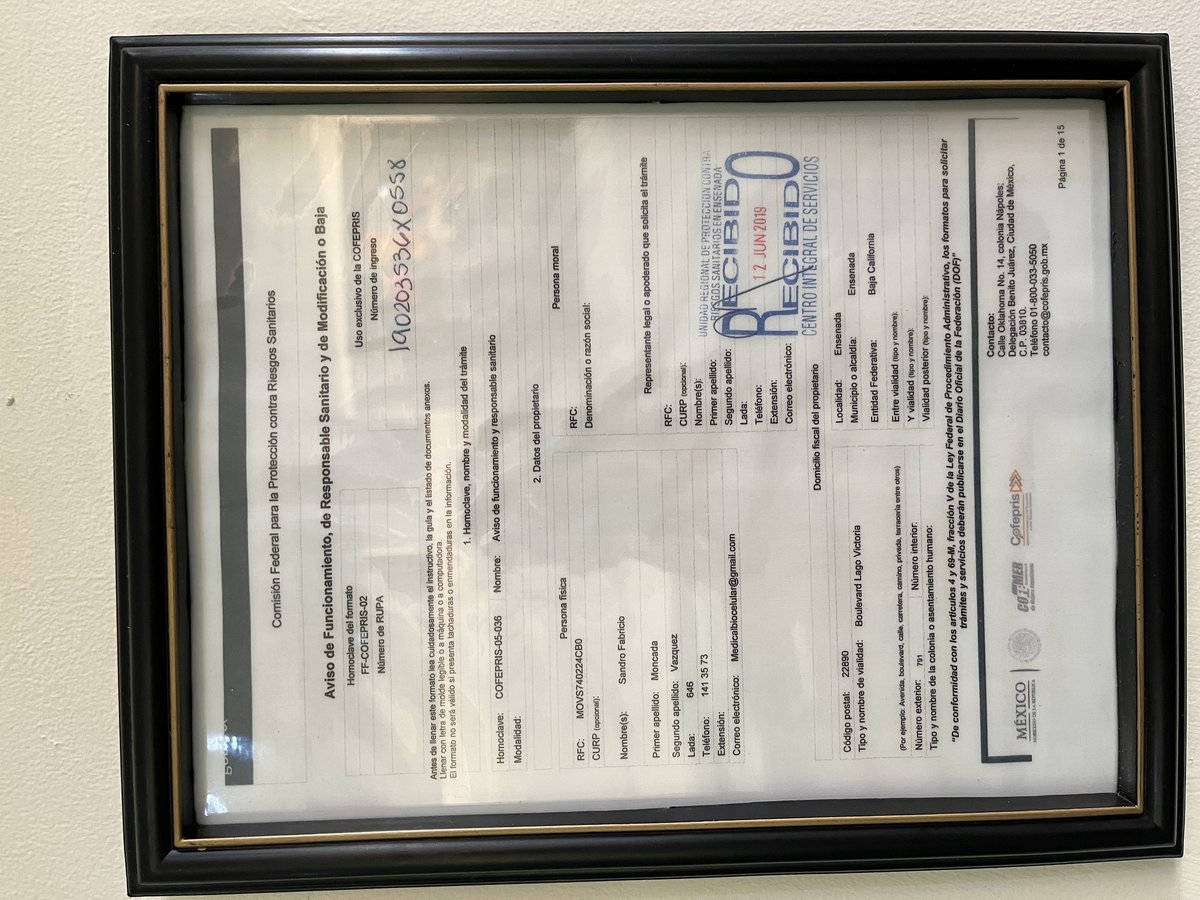 Comisión Federal para la Protección contra Riesgos Sanitarios
Aviso de Funcionamiento, de Responsable Sanitario y de Modificación o Baja
Homoclave del formato
FF-COFEPRIS-02
Número de RUPA
Uso exclusivo de la COFEPRIS
Número de ingreso
Antes de llenar este formato lea cuidadosamente el instructivo, la guía y el listado de documentos anexos.
Llenar con letra de molde legible o a máquina o a computadora.
El formato no será válido si presenta tachaduras o enmendaduras en la información.
1. Homoclave, nombre y modalidad del trámite
Homoclave: COFEPRIS-05-036 Nombre: Aviso de funcionamiento y responsable sanitario
Modalidad:
2. Datos del propietario
Persona física
RFC: MOVS740224CB0
CURP (opcional):
Nombre(s): Sandro Fabricio
Primer apellido: Moncada
Segundo apellido: Vazquez
Lada: 646
Teléfono: 141 35 73
Extensión:
Correo electrónico: Medicalbiocelular@gmail.com
Persona moral
RFC:
Denominación o razón social:
Representante legal o apoderado que solicita el trámite
RFC:
CURP (opcional):
Nombre(s):
Primer apellido:
Segundo apellido:
Lada:
Teléfono:
Extensión:
Correo electrónico:
UNIDAD REGIONAL DE PROTECCIÓN CONTRA
RIESGOS SANITARIOS EN ENSENADA
RECIBIDO
12 JUN 2019
RECIBIDO
CENTRO INTEGRAL DE SERVICIOS
Domicilio fiscal del propietario
Código postal: 22890
Tipo y nombre de vialidad: Boulevard Lago Victoria
(Por ejemplo: Avenida, boulevard, calle, carretera, camino, privada, terracería entre otros)
Número exterior: 791 Número interior:
Tipo y nombre de la colonia o asentamiento humano:
Localidad: Ensenada
Municipio o alcaldía: Ensenada
Entidad Federativa: Baja California
Entre vialidad (tipo y nombre):
Y vialidad (tipo y nombre):
Vialidad posterior (tipo y nombre):
"De conformidad con los artículos 4 y 69-M, fracción V de la Ley Federal de Procedimiento Administrativo, los formatos para solicitar
trámites y servicios deberán publicarse en el Diario Oficial de la Federación (DOF)"
MÉXICO
Cofepris
Contacto:
Calle Oklahoma No. 14, colonia Nápoles;
Delegación Benito Juárez, Ciudad de México,
C.P. 03810.
Teléfono 01-800-033-5050
contacto@cofepris.gob.mx
Página 1 de 15